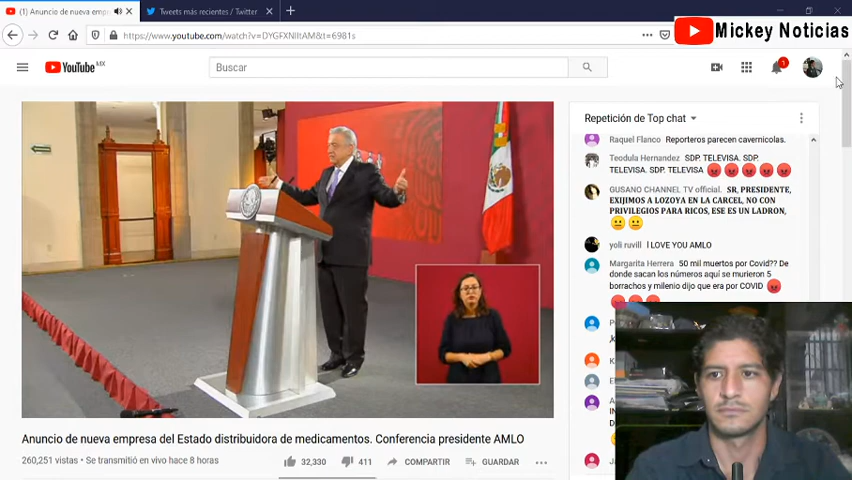 (1) Anuncio de nueva emp
Tweets más recientes / Twitter
https://www.youtube.com/watch?v=DYGFXNIItAM&t=6981s
Mickey Noticias
YouTube MX
Buscar
1
Repetición de Top chat
Raquel Flanco Reporteros parecen cavernicolas.
Teodula Hernandez SDP. TELEVISA. SDP.
TELEVISA. SDP. TELEVISA
GUSANO CHANNEL TV official. SR, PRESIDENTE,
EXIJIMOS A LOZOYA EN LA CARCEL, NO CON
PRIVILEGIOS PARA RICOS, ESE ES UN LADRON,
yoli ruvill I LOVE YOU AMLO
Margarita Herrera 50 mil muertos por Covid?? De
donde sacan los números aquí se murieron 5
borrachos y milenio dijo que era por COVID
Anuncio de nueva empresa del Estado distribuidora de medicamentos. Conferencia presidente AMLO
260,251 vistas • Se transmitió en vivo hace 8 horas
32,330
411
COMPARTIR
GUARDAR